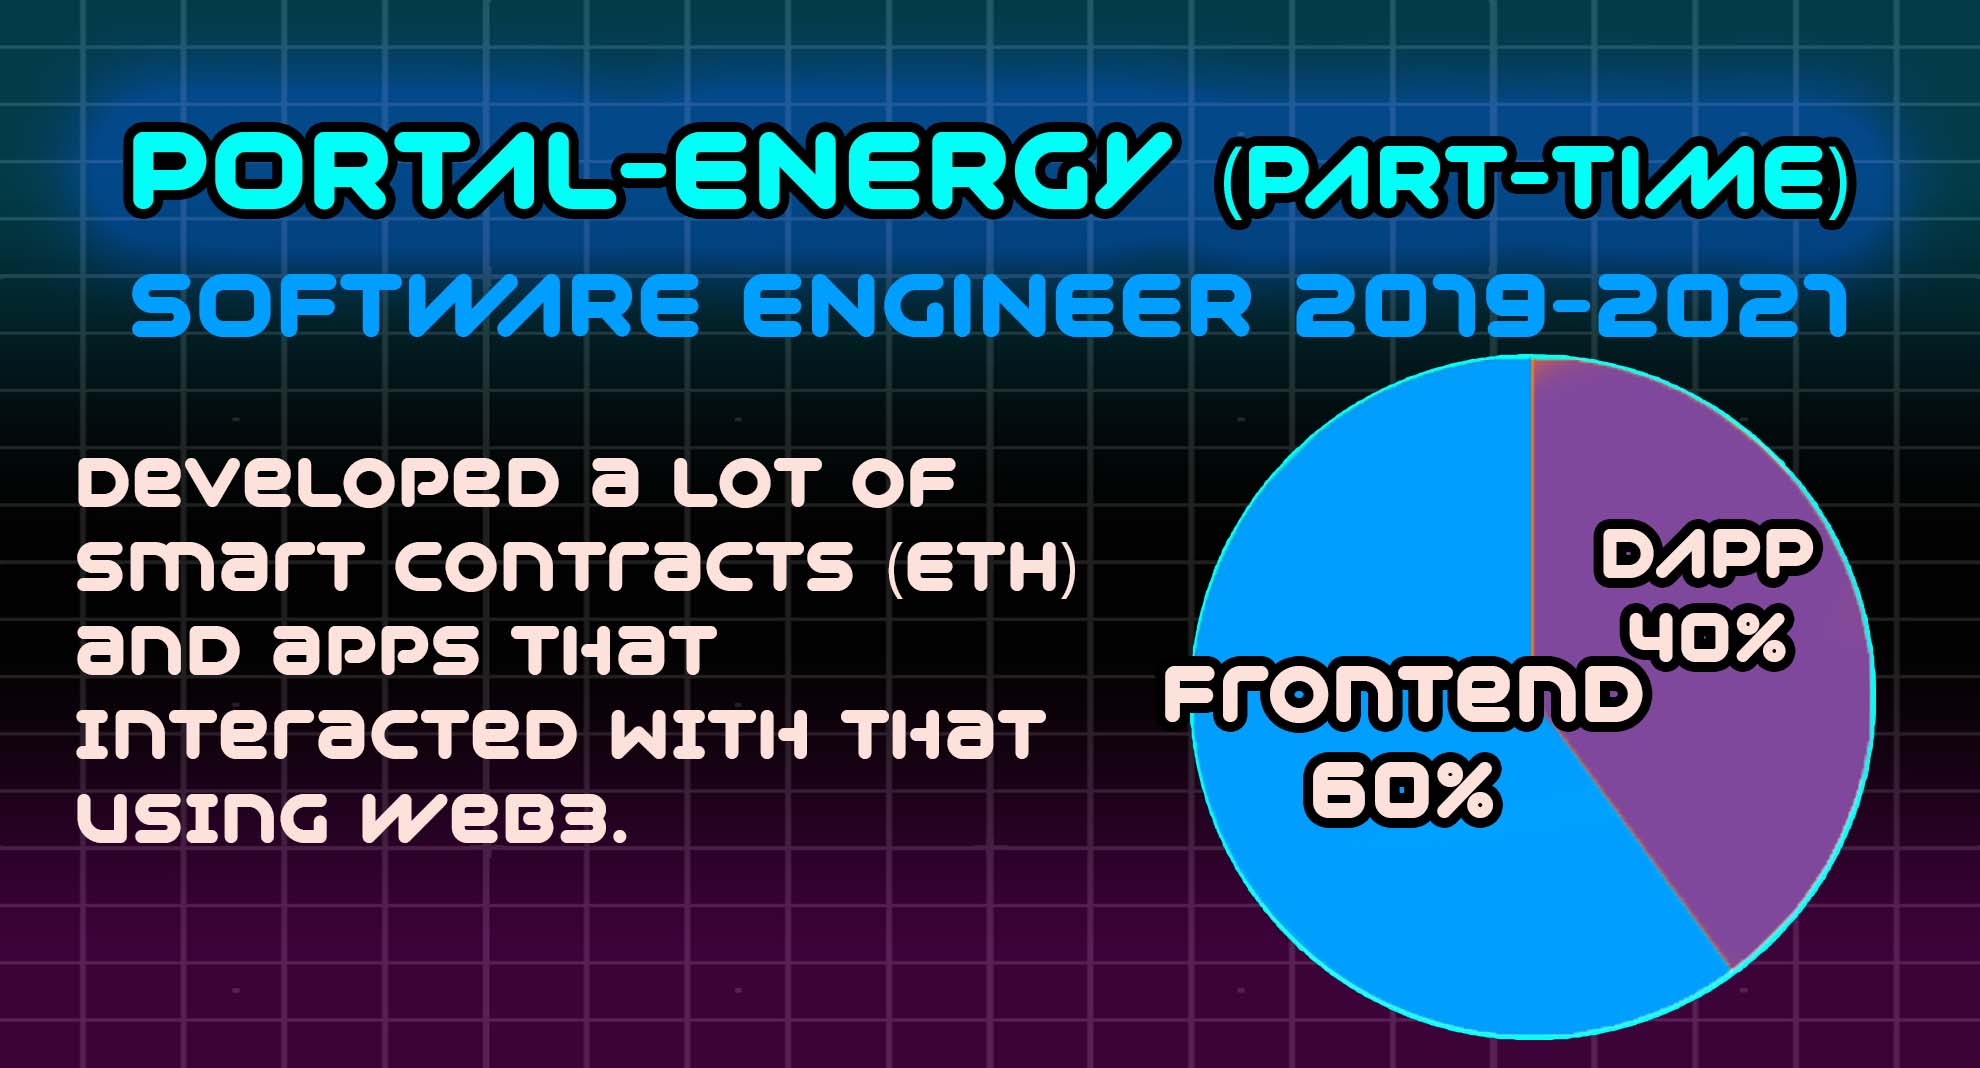 PORTAL-ENERGY (PART-TIME)
SOFTWARE ENGINEER 2019-2021
Developed a lot of
smart contracts (ETH)
and apps that
interacted with that
using Web3.
DAPP
40%
Frontend
60%